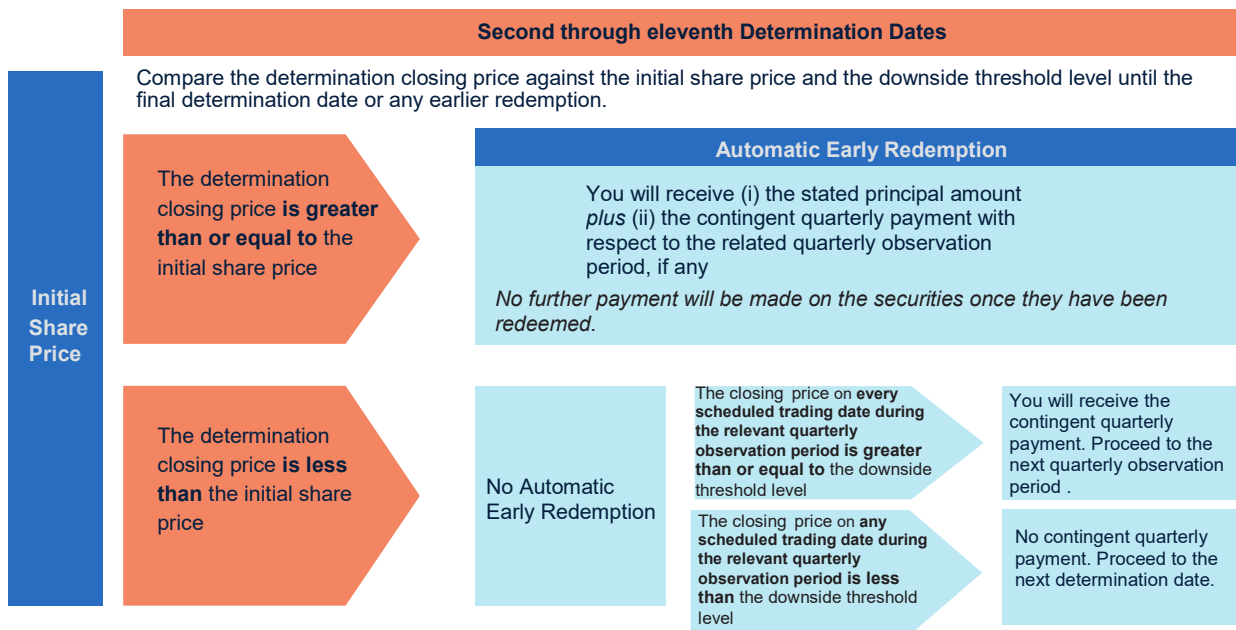 Second through eleventh Determination Dates
Compare the determination closing price against the initial share price and the downside threshold level until the
final determination date or any earlier redemption.
Initial
Share
Price
The determination
closing price is greater
than or equal to the
initial share price
Automatic Early Redemption
You will receive (i) the stated principal amount
plus (ii) the contingent quarterly payment with
respect to the related quarterly observation
period, if any
No further payment will be made on the securities once they have been
redeemed.
The determination
closing price is less
than the initial share
price
No Automatic
Early Redemption
The closing price on every
scheduled trading date during
the relevant quarterly
observation period is greater
than or equal to the downside
threshold level
You will receive the
contingent quarterly
payment. Proceed to the
next quarterly observation
period .
The closing price on any
scheduled trading date during
the relevant quarterly
observation period is less
than the downside threshold
level
No contingent quarterly
payment. Proceed to the
next determination date.